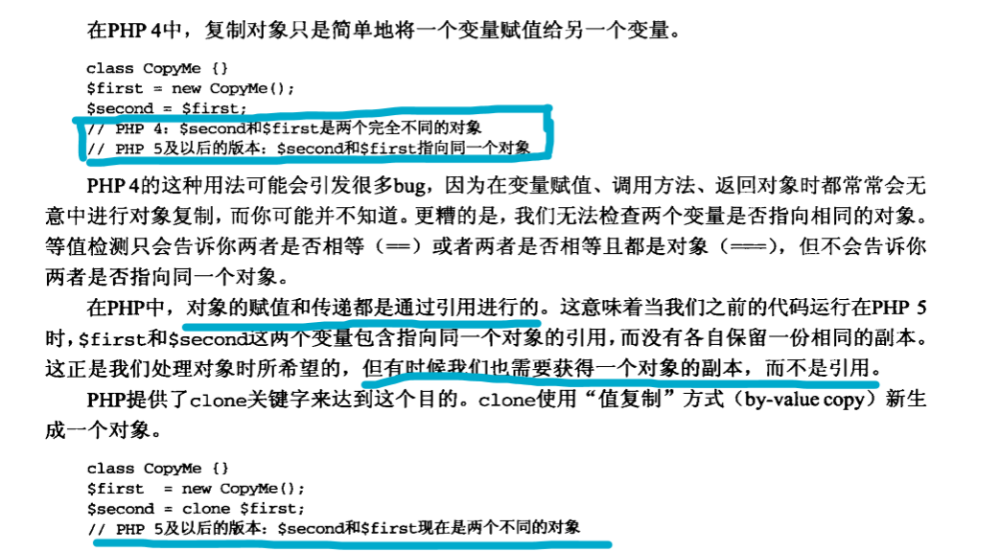 在PHP 4中，复制对象只是简单地将一个变量赋值给另一个变量。
class CopyMe {}
$first = new CopyMe();
$second = $first;
// PHP 4：$second和$first是两个完全不同的对象
// PHP 5及以后的版本：$second和$first指向同一个对象
PHP 4的这种用法可能会引发很多bug，因为在变量赋值、调用方法、返回对象时都常常会无
意中进行对象复制，而你可能并不知道。更糟的是，我们无法检查两个变量是否指向相同的对象。
等值检测只会告诉你两者是否相等（==）或者两者是否相等且都是对象（===），但不会告诉你
两者是否指向同一个对象。
在PHP中，对象的赋值和传递都是通过引用进行的。这意味着当我们之前的代码运行在PHP 5
时，$first和$second这两个变量包含指向同一个对象的引用，而没有各自保留一份相同的副本。
这正是我们处理对象时所希望的，但有时候我们也需要获得一个对象的副本，而不是引用。
PHP提供了clone关键字来达到这个目的。clone使用“值复制”方式（by-value copy）新生
成一个对象。
class CopyMe {}
$first  = new CopyMe();
$second = clone $first;
// PHP 5及以后的版本：$second和$first现在是两个不同的对象